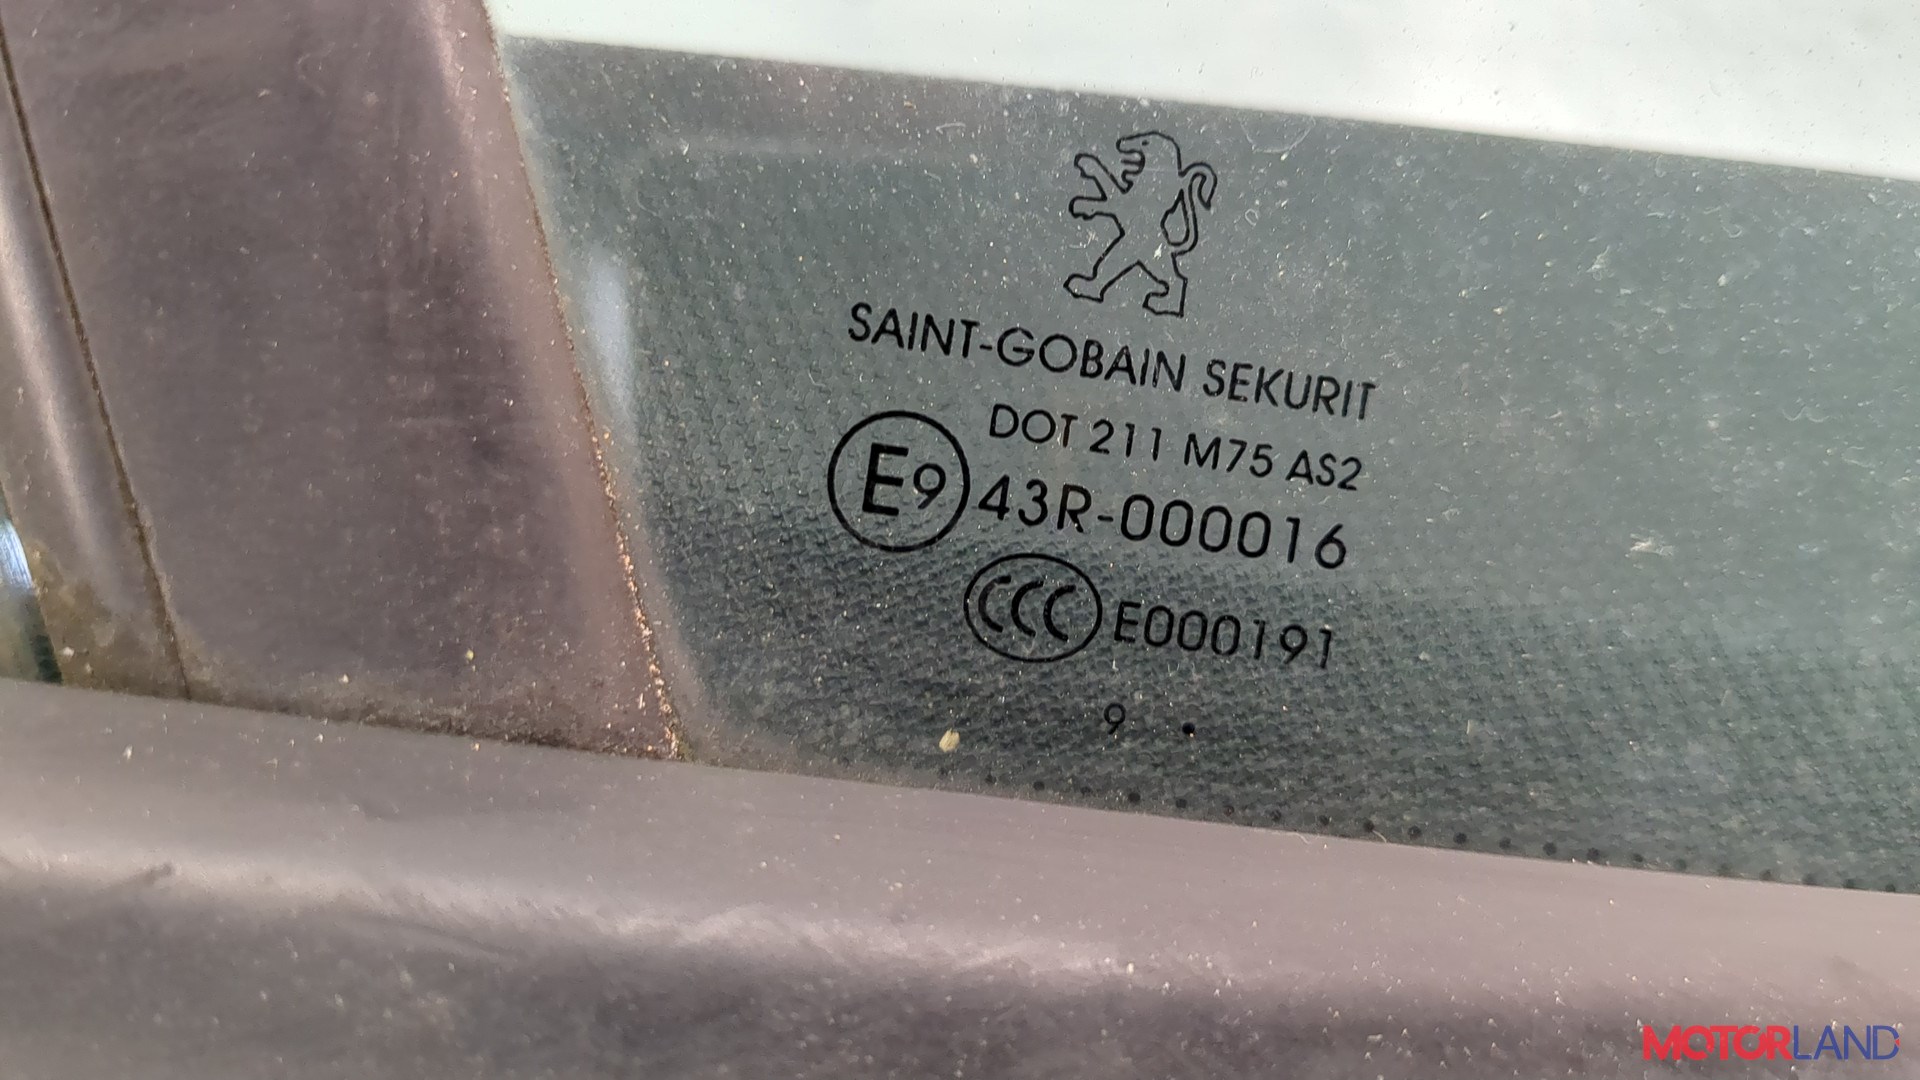 SAINT-GOBAIN SEKURIT
DOT 211 M75 AS2
E9 43R-000016
CCC E000191
9 •
MOTORLAND